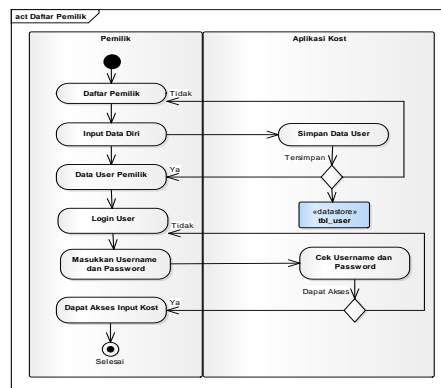 act Daftar Pemilik
Pemilik
Aplikasi Kost
Daftar Pemilik
Tidak
Input Data Diri
Simpan Data User
Tersimpan
Data User Pemilik
Ya
«datastore»
tbl_user
Login User
Tidak
Masukkan Username
dan Password
Cek Username dan
Password
Dapat Akses
Dapat Akses Input Kost
Ya
Selesai